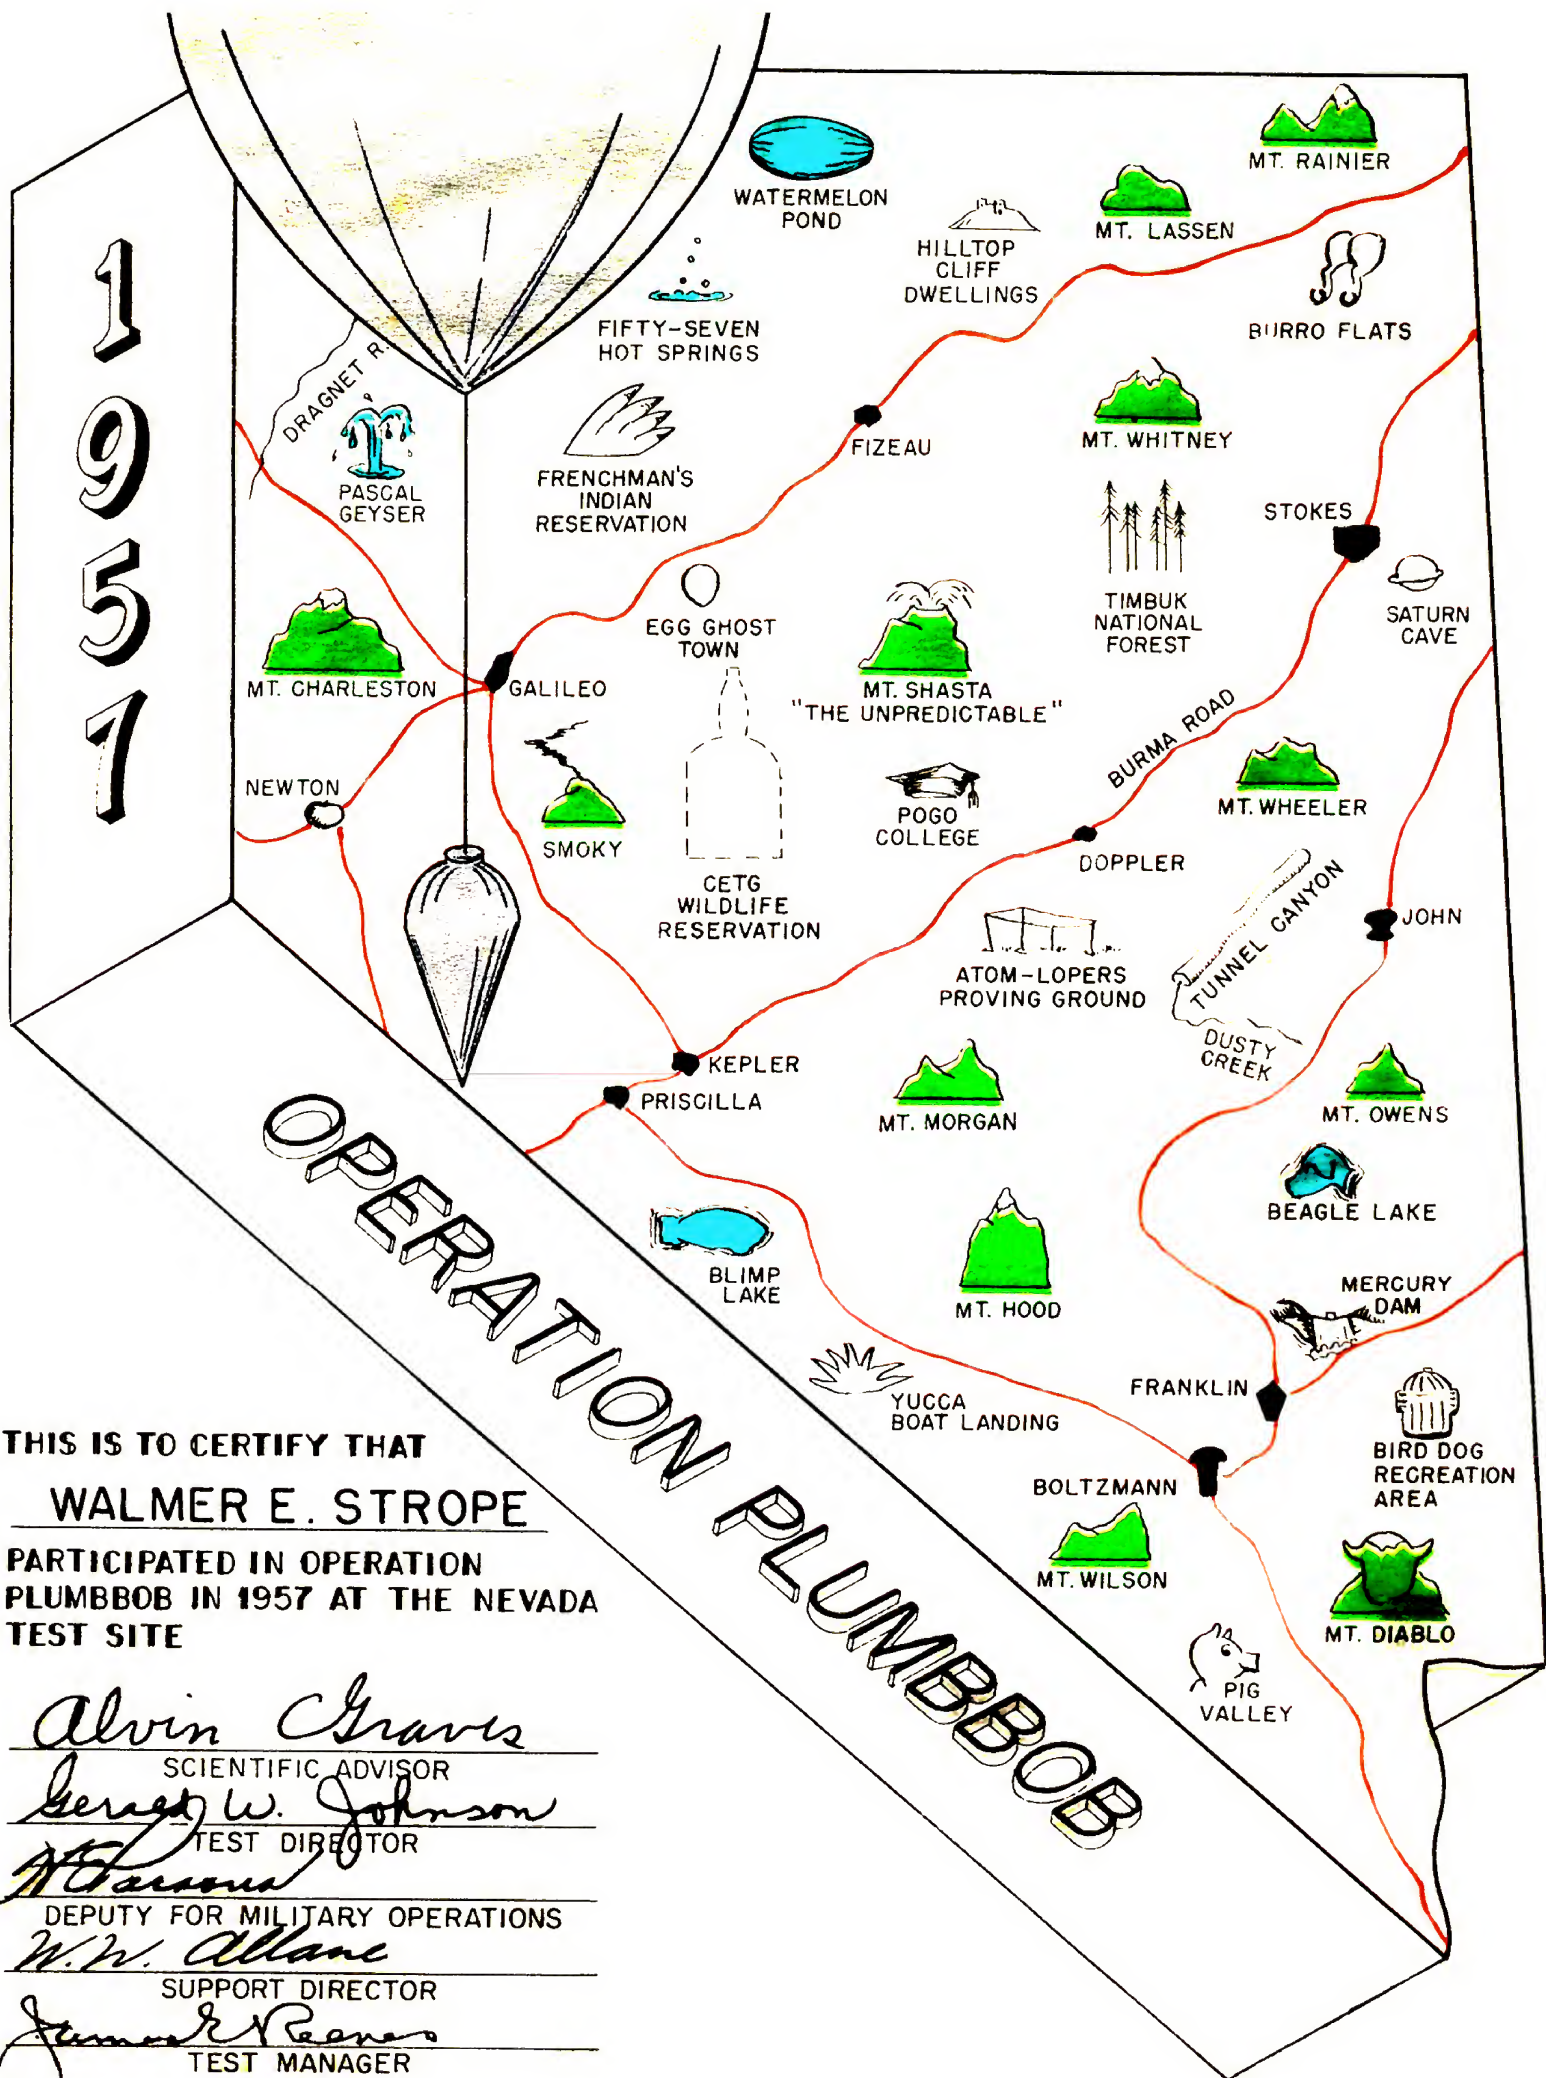 1957
WATERMELON
POND
MT. RAINIER
MT. LASSEN
HILLTOP
CLIFF
DWELLINGS
BURRO FLATS
FIFTY-SEVEN
HOT SPRINGS
DRAGNET R.
PASCAL
GEYSER
FRENCHMAN'S
INDIAN
RESERVATION
FIZEAU
MT. WHITNEY
STOKES
TIMBUK
NATIONAL
FOREST
SATURN
CAVE
EGG GHOST
TOWN
MT. CHARLESTON
GALILEO
MT. SHASTA
"THE UNPREDICTABLE"
BURMA ROAD
NEWTON
SMOKY
POGO
COLLEGE
MT. WHEELER
DOPPLER
CETG
WILDLIFE
RESERVATION
TUNNEL CANYON
JOHN
ATOM-LOPERS
PROVING GROUND
DUSTY
CREEK
KEPLER
PRISCILLA
MT. MORGAN
MT. OWENS
BEAGLE LAKE
BLIMP
LAKE
MT. HOOD
MERCURY
DAM
YUCCA
BOAT LANDING
FRANKLIN
BIRD DOG
RECREATION
AREA
BOLTZMANN
MT. WILSON
MT. DIABLO
PIG
VALLEY
OPERATION PLUMBBOB
THIS IS TO CERTIFY THAT
WALMER E. STROPE
PARTICIPATED IN OPERATION
PLUMBBOB IN 1957 AT THE NEVADA
TEST SITE
Alvin Graves
SCIENTIFIC ADVISOR
Gerald W. Johnson
TEST DIRECTOR
H E Parsons
DEPUTY FOR MILITARY OPERATIONS
W. W. Allane
SUPPORT DIRECTOR
James E Reeves
TEST MANAGER